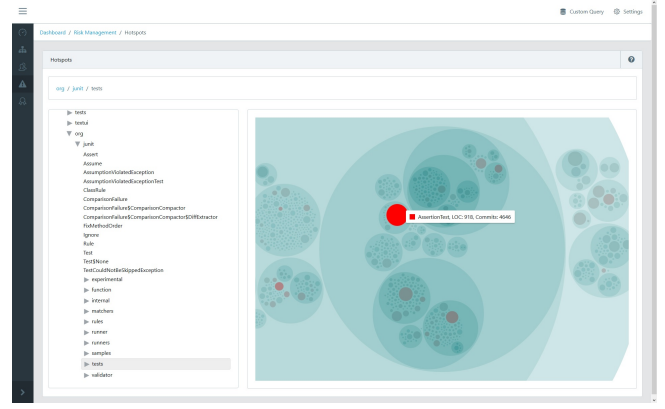 Custom Query Settings
Dashboard / Risk Management / Hotspots
Hotspots
org / junit / tests
tests
textui
org
junit
Assert
Assume
AssumptionViolatedException
AssumptionViolatedExceptionTest
ClassRule
ComparisonFailure
ComparisonFailure$ComparisonCompactor
ComparisonFailure$ComparisonCompactor$DiffExtractor
FixMethodOrder
Ignore
Rule
Test
Test$None
TestCouldNotBeSkippedException
experimental
function
internal
matchers
rules
runner
runners
samples
tests
validator
AssertionTest, LOC: 918, Commits: 4646